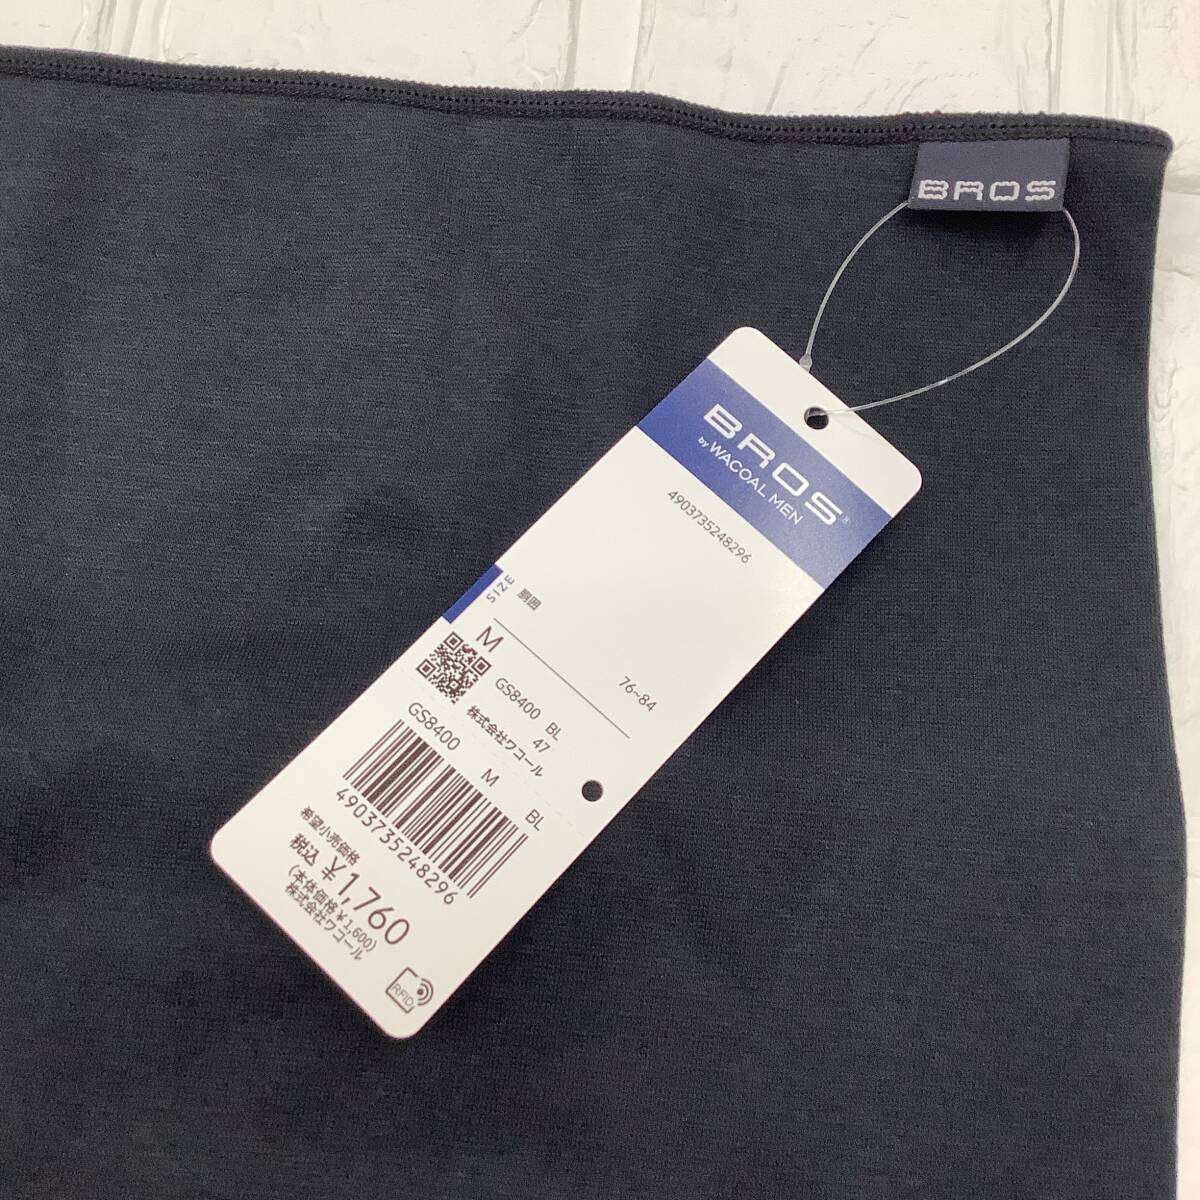 BROS
BROS®
by WACOAL MEN
4903735248296
SIZE
胴囲
M
76~84
GS8400 BL
47
株式会社ワコール
GS8400 M BL
4903735248296
希望小売価格
税込 ¥1,760
(本体価格¥1,600)
株式会社ワコール
RFID